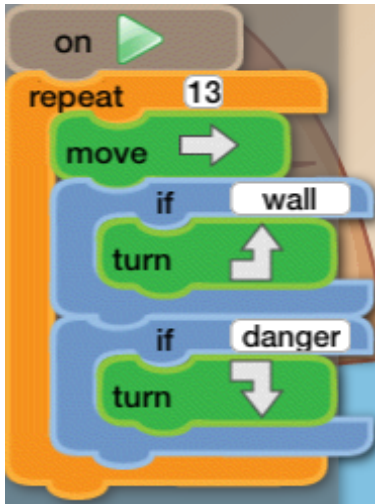 on
repeat 13
move
if wall
turn
if danger
turn